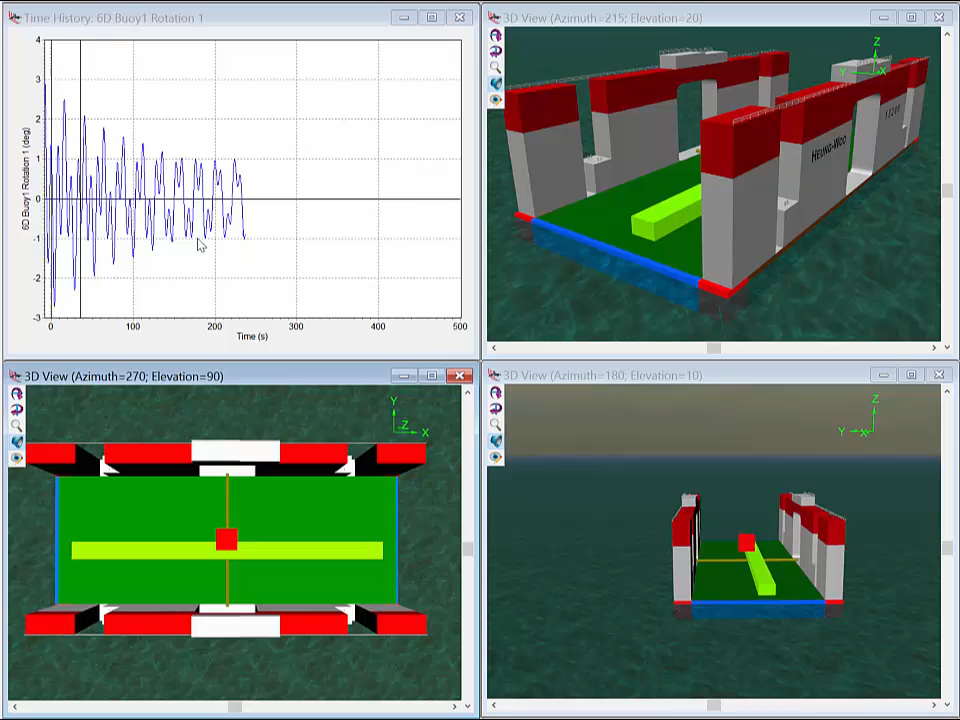 Time History: 6D Buoy1 Rotation 1
4
3
2
1
0
-1
-2
-3
6D Buoy1 Rotation 1 (deg)
0
100
200
300
400
500
Time (s)
3D View (Azimuth=215; Elevation=20)
Z
Y
X
HEUNG-WOO
3D View (Azimuth=270; Elevation=90)
Y
Z
X
3D View (Azimuth=180; Elevation=10)
Z
Y
X